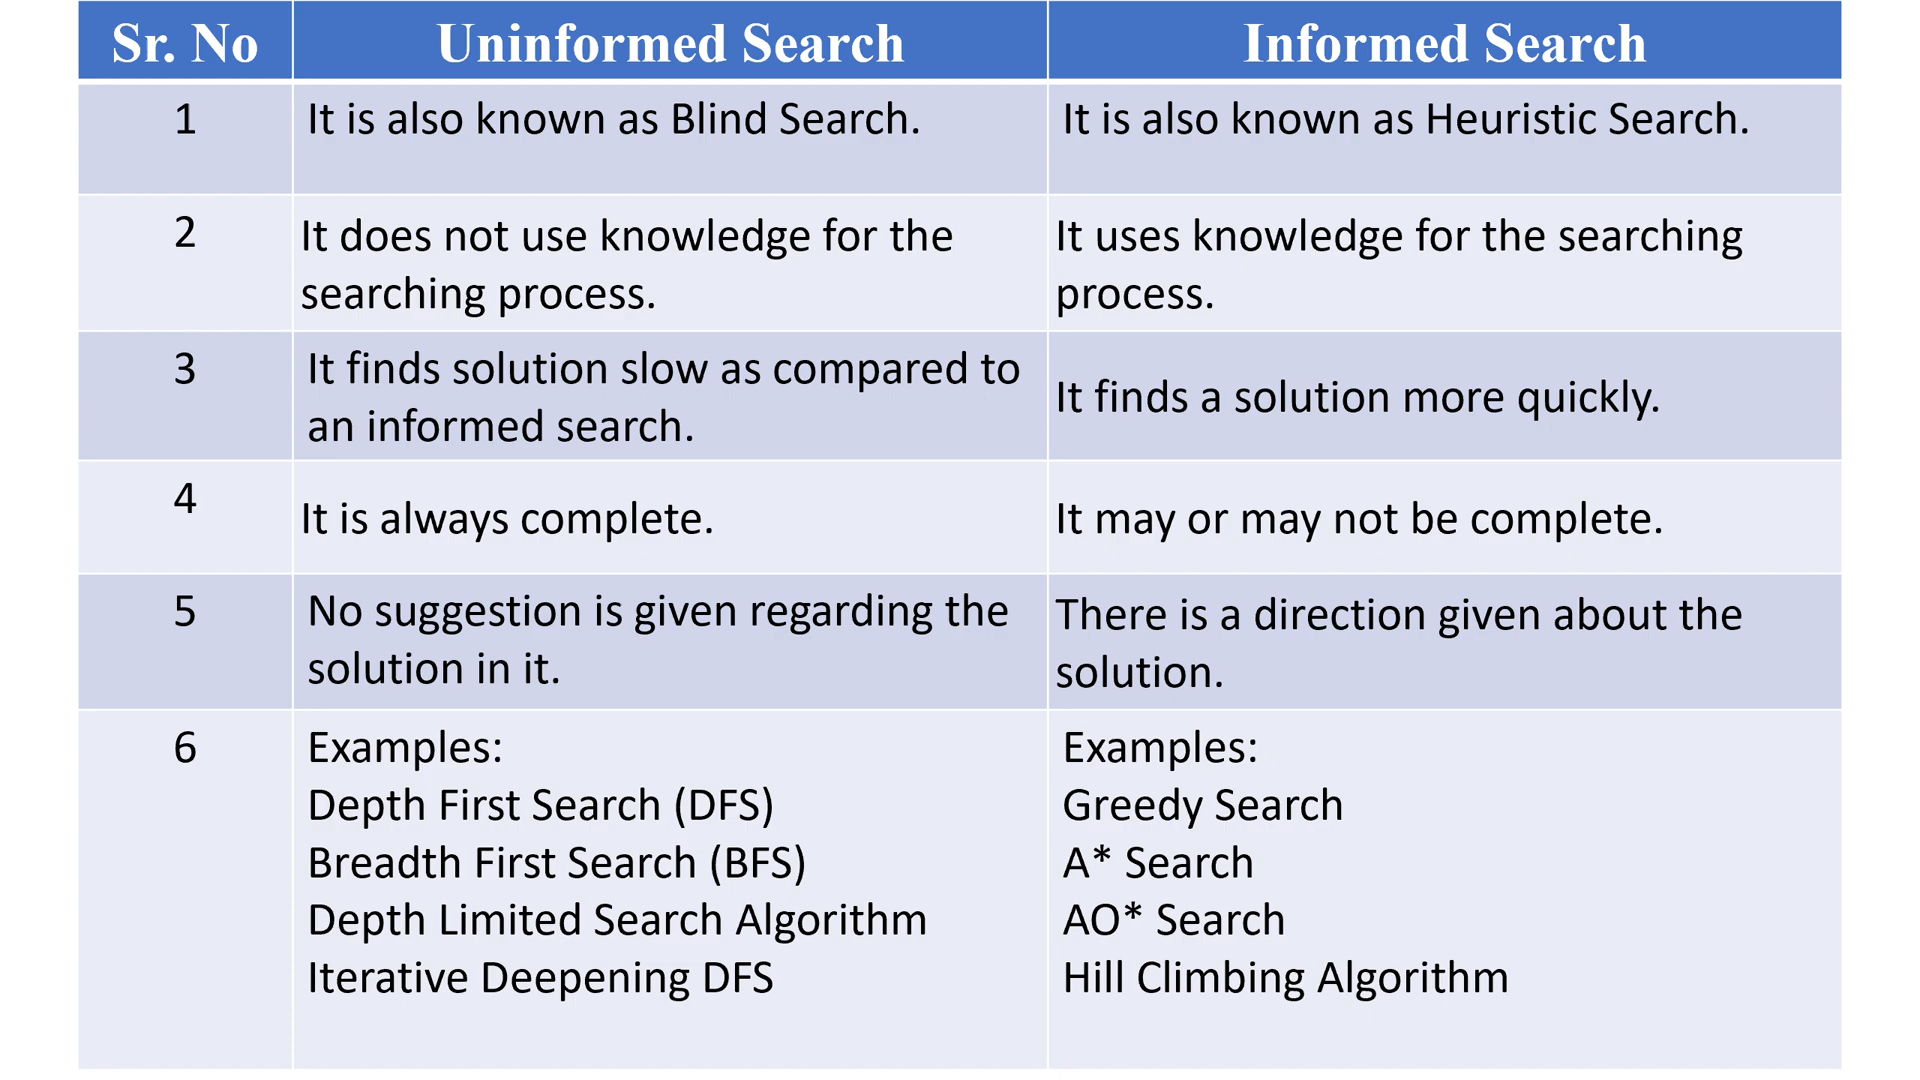 Sr. No
Uninformed Search
Informed Search
1
It is also known as Blind Search.
It is also known as Heuristic Search.
2
It does not use knowledge for the
searching process.
It uses knowledge for the searching
process.
3
It finds solution slow as compared to
an informed search.
It finds a solution more quickly.
4
It is always complete.
It may or may not be complete.
5
No suggestion is given regarding the
solution in it.
There is a direction given about the
solution.
6
Examples:
Depth First Search (DFS)
Breadth First Search (BFS)
Depth Limited Search Algorithm
Iterative Deepening DFS
Examples:
Greedy Search
A* Search
AO* Search
Hill Climbing Algorithm